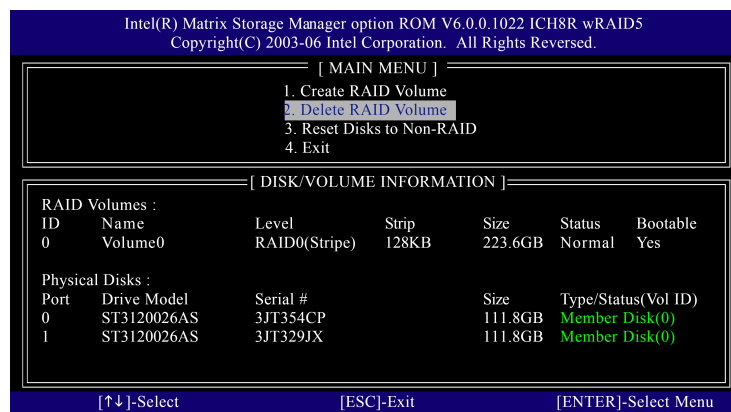 Intel(R) Matrix Storage Manager option ROM V6.0.0.1022 ICH8R wRAID5
Copyright(C) 2003-06 Intel Corporation. All Rights Reversed.
[ MAIN MENU ]
1. Create RAID Volume
2. Delete RAID Volume
3. Reset Disks to Non-RAID
4. Exit
[ DISK/VOLUME INFORMATION ]
RAID Volumes :
ID Name Level Strip Size Status Bootable
0 Volume0 RAID0(Stripe) 128KB 223.6GB Normal Yes
Physical Disks :
Port Drive Model Serial # Size Type/Status(Vol ID)
0 ST3120026AS 3JT354CP 111.8GB Member Disk(0)
1 ST3120026AS 3JT329JX 111.8GB Member Disk(0)
[↑↓]-Select [ESC]-Exit [ENTER]-Select Menu